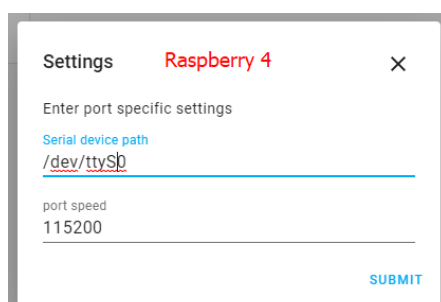 Settings Raspberry 4
Enter port specific settings
Serial device path
/dev/ttyS0
port speed
115200
SUBMIT